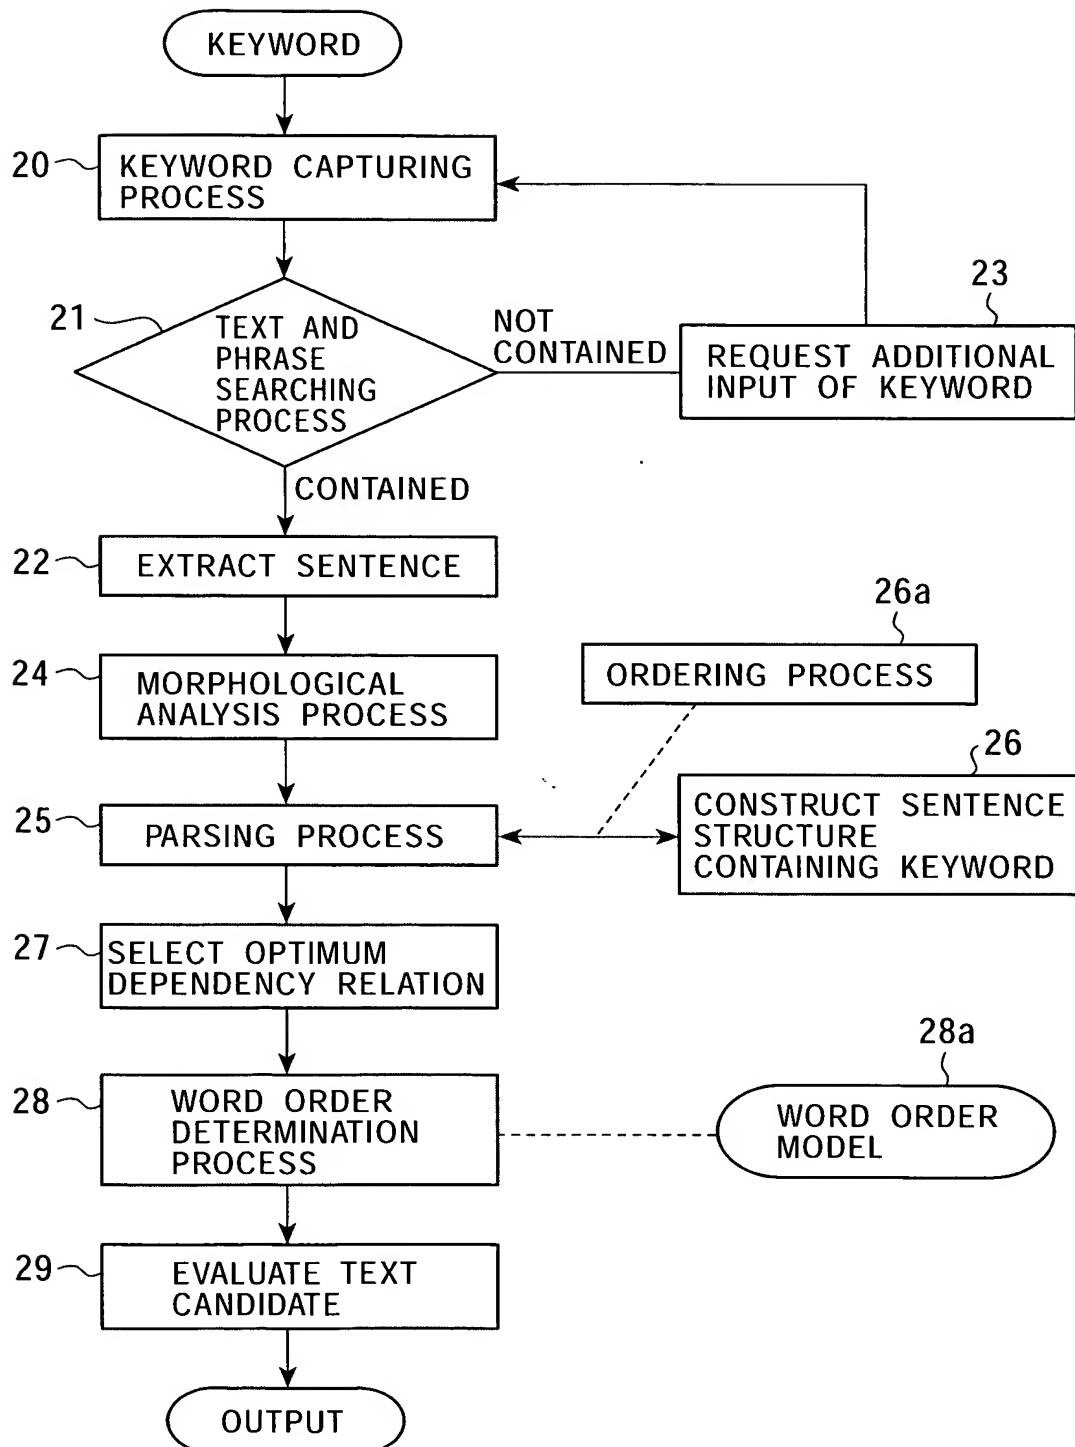 KEYWORD
20
KEYWORD CAPTURING
PROCESS
21
TEXT AND
PHRASE
SEARCHING
PROCESS
NOT
CONTAINED
23
REQUEST ADDITIONAL
INPUT OF KEYWORD
CONTAINED
22
EXTRACT SENTENCE
24
MORPHOLOGICAL
ANALYSIS PROCESS
26a
ORDERING PROCESS
25
PARSING PROCESS
26
CONSTRUCT SENTENCE
STRUCTURE
CONTAINING KEYWORD
27
SELECT OPTIMUM
DEPENDENCY RELATION
28
WORD ORDER
DETERMINATION
PROCESS
28a
WORD ORDER
MODEL
29
EVALUATE TEXT
CANDIDATE
OUTPUT